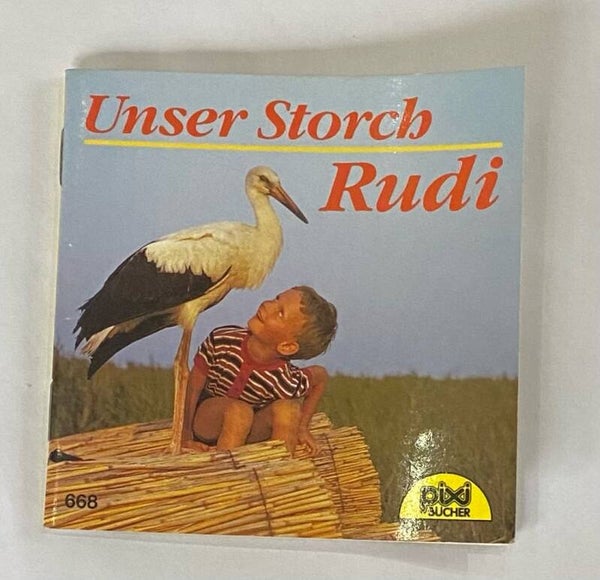 Unser Storch
Rudi
668
pixi
BÜCHER